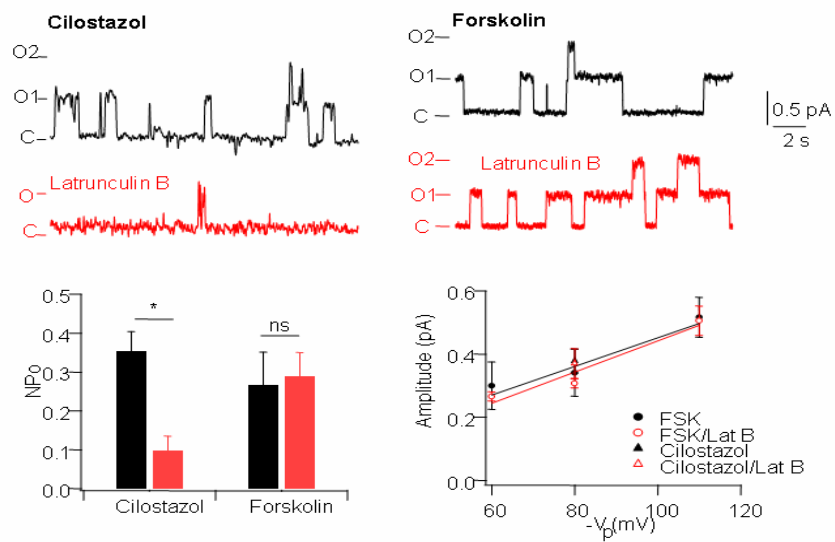 Cilostazol
O2
O1
C
Latrunculin B
O
C
Forskolin
O2
O1
C
O2
Latrunculin B
O1
C
0.5 pA
2 s
NPo
0.5
0.4
0.3
0.2
0.1
0.0
*
ns
Cilostazol
Forskolin
Amplitude (pA)
0.6
0.4
0.2
0.0
FSK
FSK/Lat B
Cilostazol
Cilostazol/Lat B
60
80
100
120
-Vp(mV)